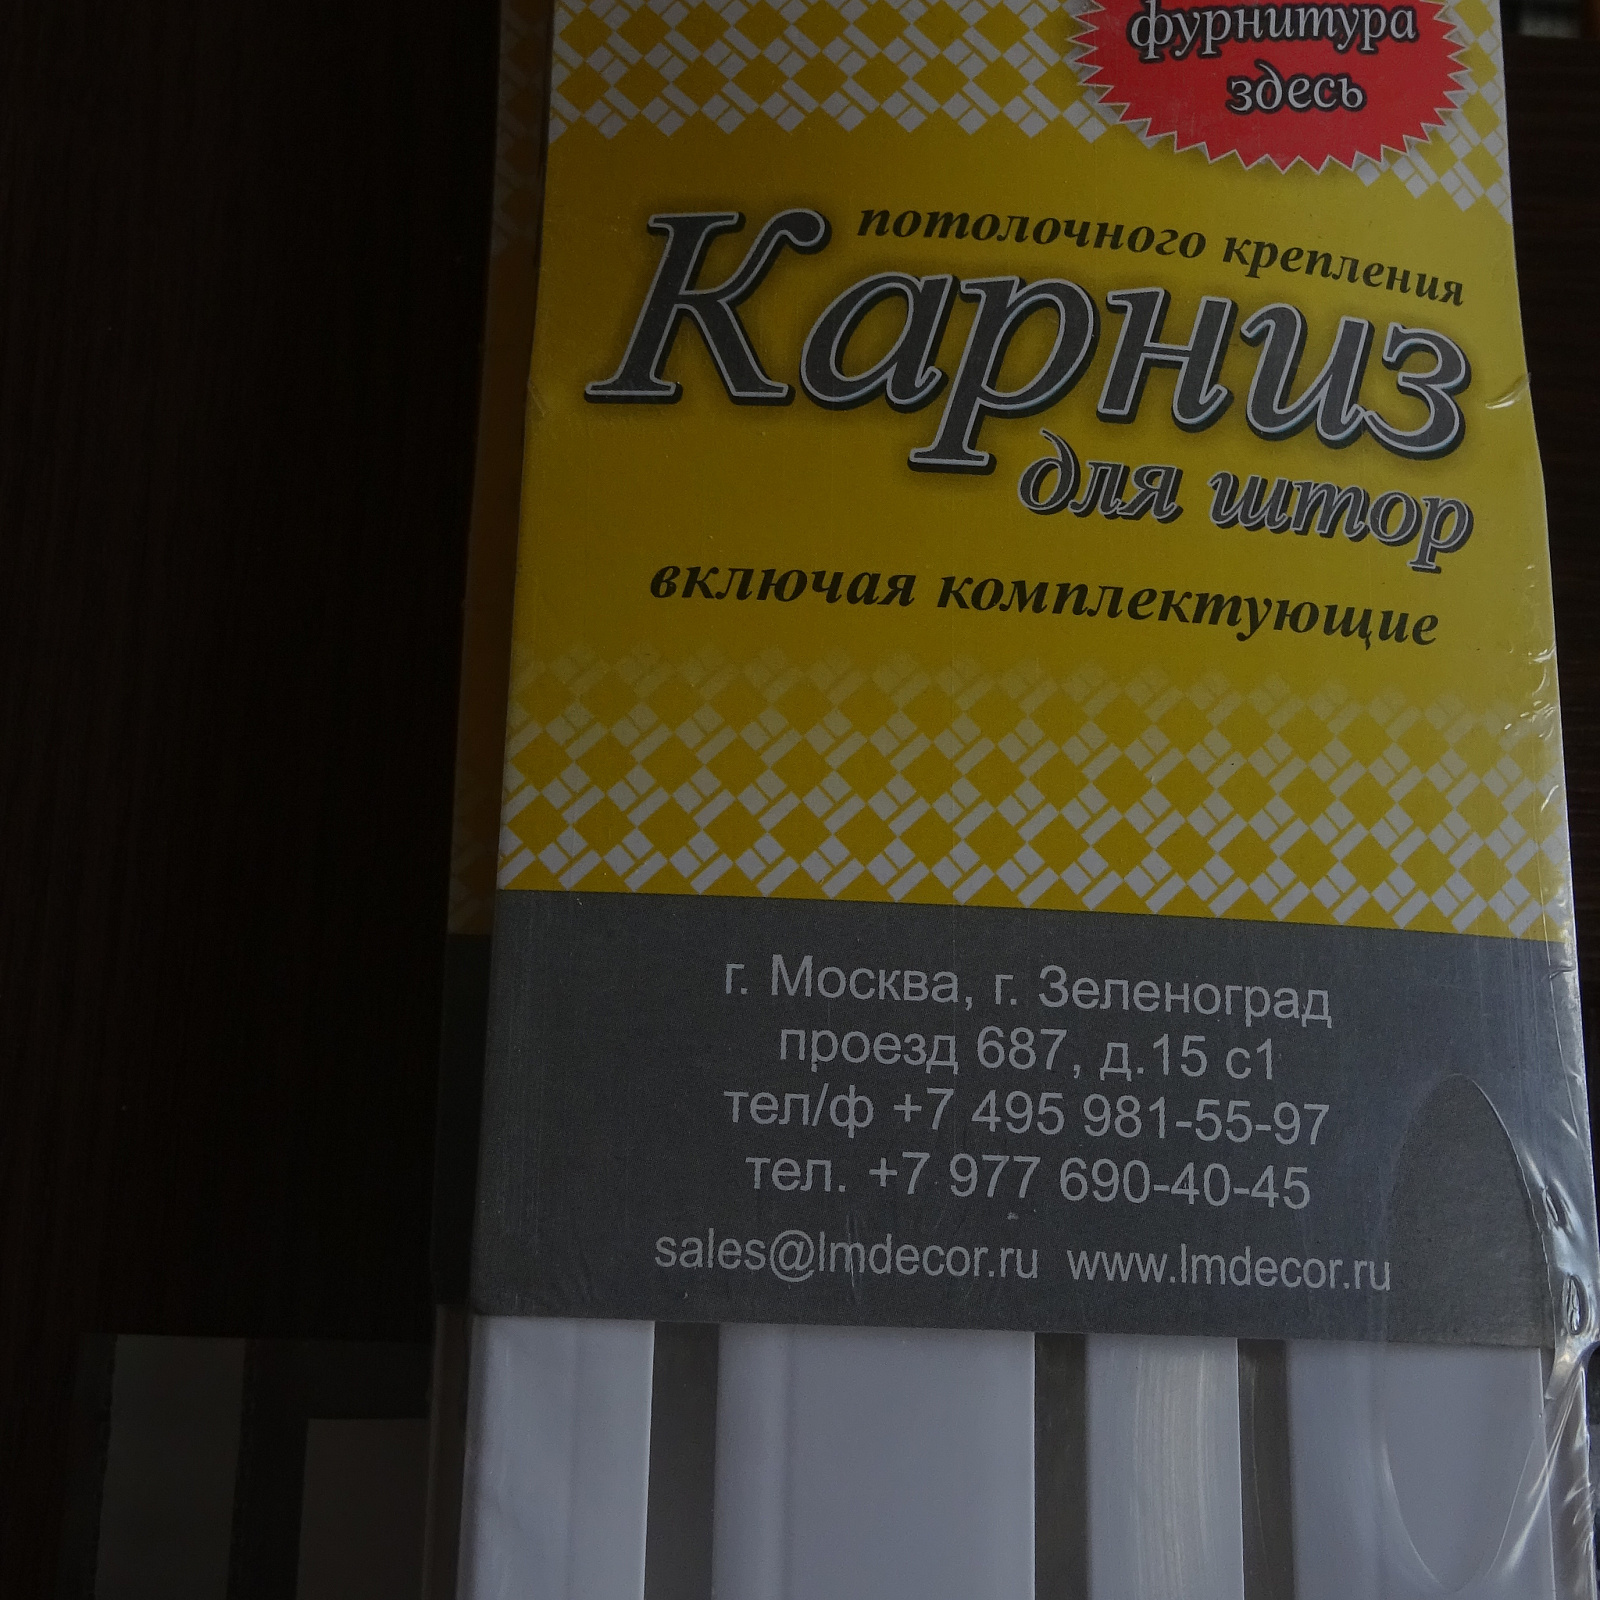 фурнитура
здесь
потолочного крепления
Карниз
для штор
включая комплектующие
г. Москва, г. Зеленоград
проезд 687, д.15 с1
тел/ф +7 495 981-55-97
тел. +7 977 690-40-45
sales@lmdecor.ru www.lmdecor.ru